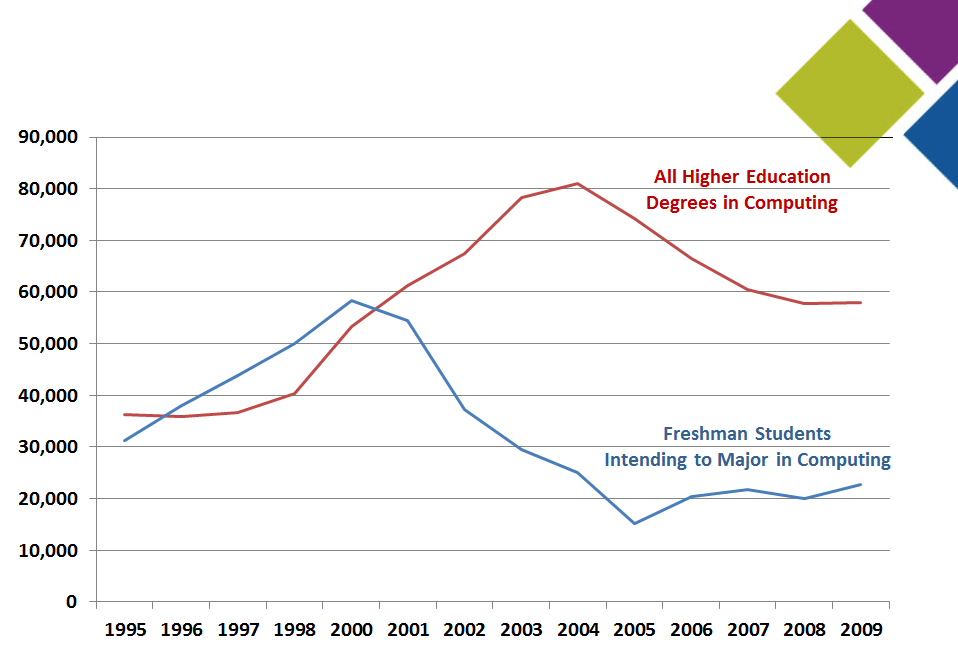 90,000
All Higher Education
80,000
Degrees in Computing
70,000
60,000
50,000
40,000
Freshman Students
30,000
Intending to Major in Computing
20,000
10,000
0
1995 1996 1997 1998 2000 2001 2002 2003 2004 2005 2006 2007 2008 2009